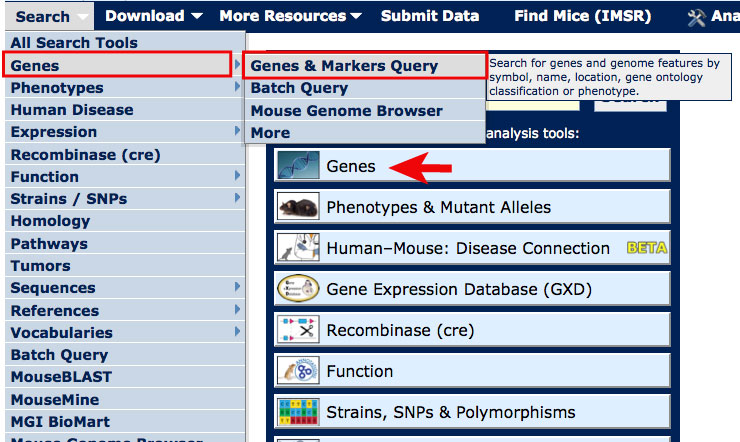 Search Download More Resources Submit Data Find Mice (IMSR)
All Search Tools
Genes
Phenotypes
Human Disease
Expression
Recombinase (cre)
Function
Strains / SNPs
Homology
Pathways
Tumors
Sequences
References
Vocabularies
Batch Query
MouseBLAST
MouseMine
MGI BioMart
Mouse Genome Browser
Genes & Markers Query
Batch Query
Mouse Genome Browser
More
Search for genes and genome features by
symbol, name, location, gene ontology
classification or phenotype.
Search
analysis tools:
Genes
Phenotypes & Mutant Alleles
Human–Mouse: Disease Connection BETA
Gene Expression Database (GXD)
Recombinase (cre)
Function
Strains, SNPs & Polymorphisms